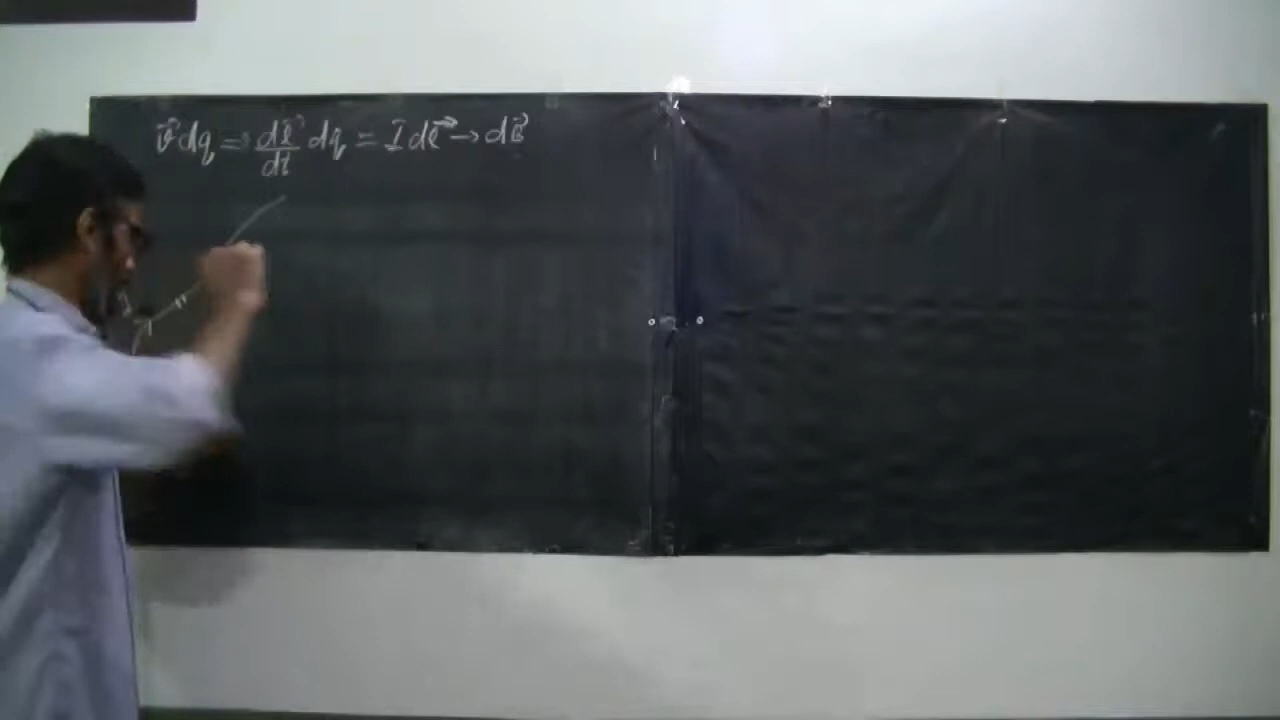 v⃗ dq ⇒ dl⃗/dt dq = I dl⃗ → dB⃗